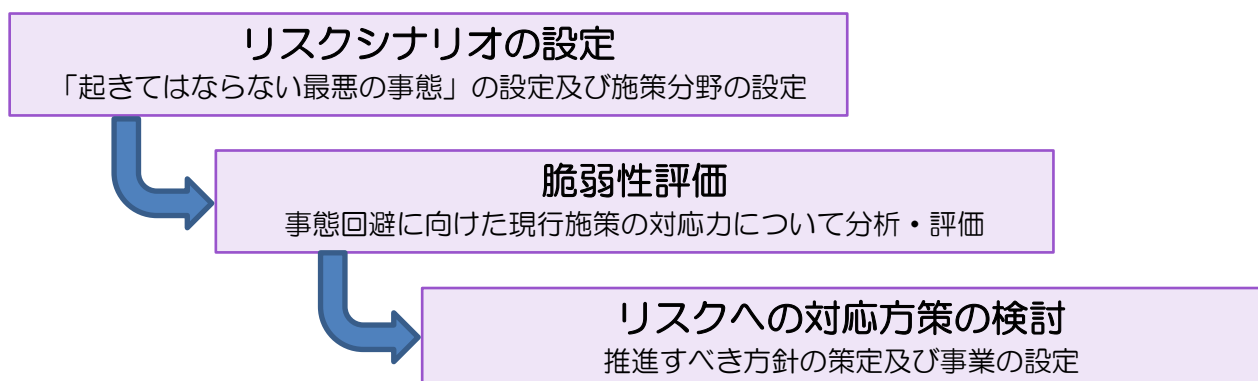 リスクシナリオの設定
「起きてはならない最悪の事態」の設定及び施策分野の設定
脆弱性評価
事態回避に向けた現行施策の対応力について分析・評価
リスクへの対応方策の検討
推進すべき方針の策定及び事業の設定